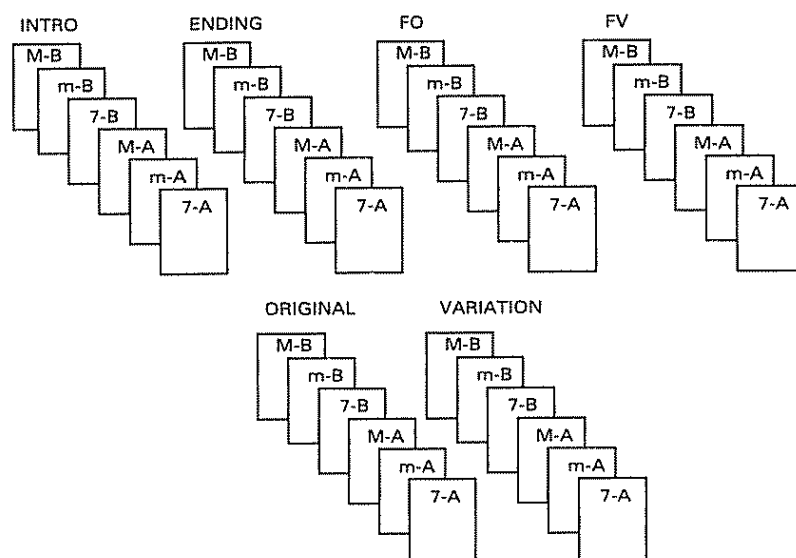 INTRO ENDING FO FV
M-B M-B M-B M-B
m-B m-B m-B m-B
7-B 7-B 7-B 7-B
M-A M-A M-A M-A
m-A m-A m-A m-A
7-A 7-A 7-A 7-A
ORIGINAL VARIATION
M-B M-B
m-B m-B
7-B 7-B
M-A M-A
m-A m-A
7-A 7-A